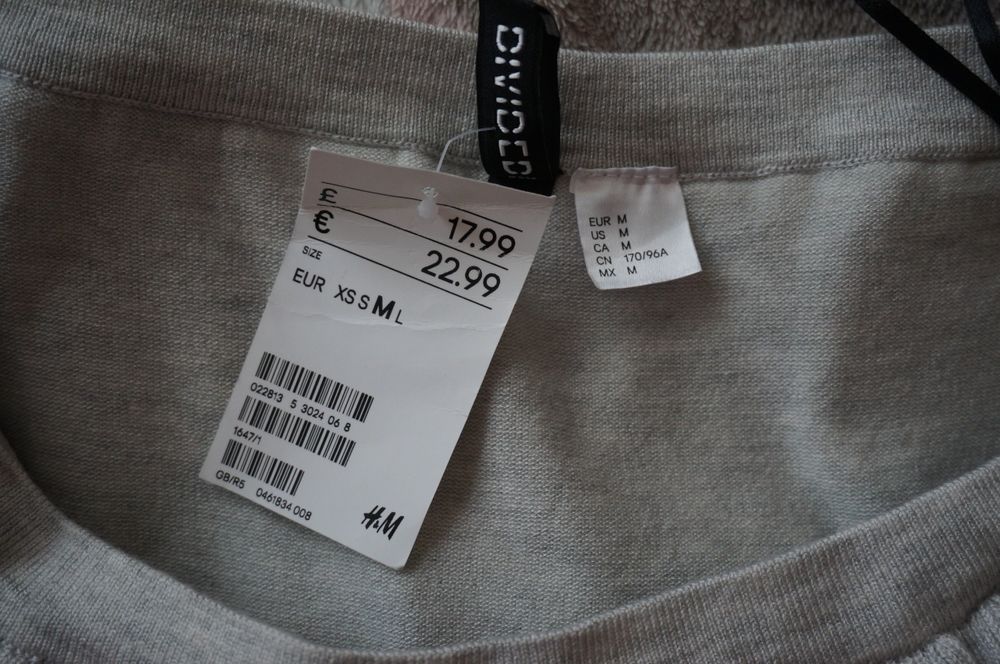 DIVIDED
£ 17.99
€ 22.99
SIZE
EUR XS S M L
022813 5 3024 06 8
1647/1
GB/R5 0461834 008
H&M
EUR M
US M
CA M
CN 170/96A
MX M